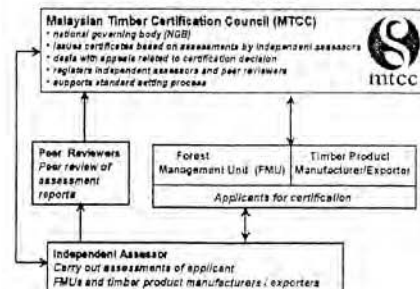 Malaysian Timber Certification Council (MTCC)
• national governing body (NGB)
• issues certificates based on assessments by independent assessors
• deals with appeals related to certification decision
• registers independent assessors and peer reviewers
• supports standard setting process
mtcc
Peer Reviewers
Peer review of
assessment
reports
Forest
Management Unit (FMU)
Timber Product
Manufacturer/Exporter
Applicants for certification
Independent Assessor
Carry out assessments of applicant
FMUs and timber product manufacturers / exporters